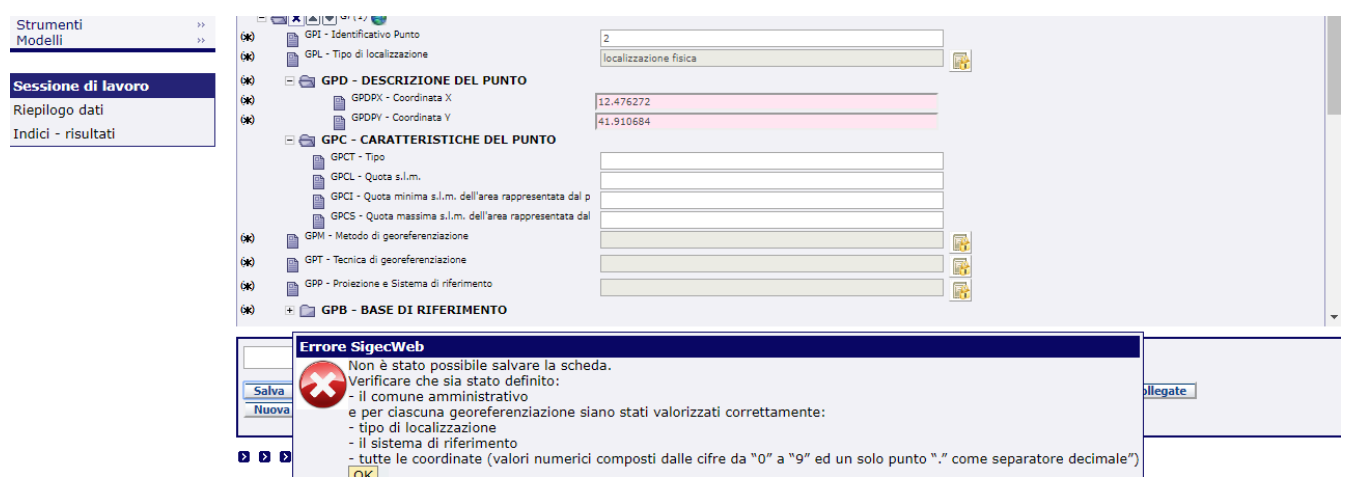 Strumenti »
Modelli »
Sessione di lavoro
Riepilogo dati
Indici - risultati
GP(1)
(*) GPI - Identificativo Punto 2
(*) GPL - Tipo di localizzazione localizzazione fisica
(*) GPD - DESCRIZIONE DEL PUNTO
(*) GPDPX - Coordinata X 12.476272
(*) GPDPY - Coordinata Y 41.910684
GPC - CARATTERISTICHE DEL PUNTO
GPCT - Tipo
GPCL - Quota s.l.m.
GPCI - Quota minima s.l.m. dell'area rappresentata dal p
GPCS - Quota massima s.l.m. dell'area rappresentata dal
(*) GPM - Metodo di georeferenziazione
(*) GPT - Tecnica di georeferenziazione
(*) GPP - Proiezione e Sistema di riferimento
(*) GPB - BASE DI RIFERIMENTO
Errore SigecWeb
Non è stato possibile salvare la scheda.
Verificare che sia stato definito:
- il comune amministrativo
e per ciascuna georeferenziazione siano stati valorizzati correttamente:
- tipo di localizzazione
- il sistema di riferimento
- tutte le coordinate (valori numerici composti dalle cifre da “0” a “9” ed un solo punto “.” come separatore decimale”)
OK
Salva
Nuova
ollegate